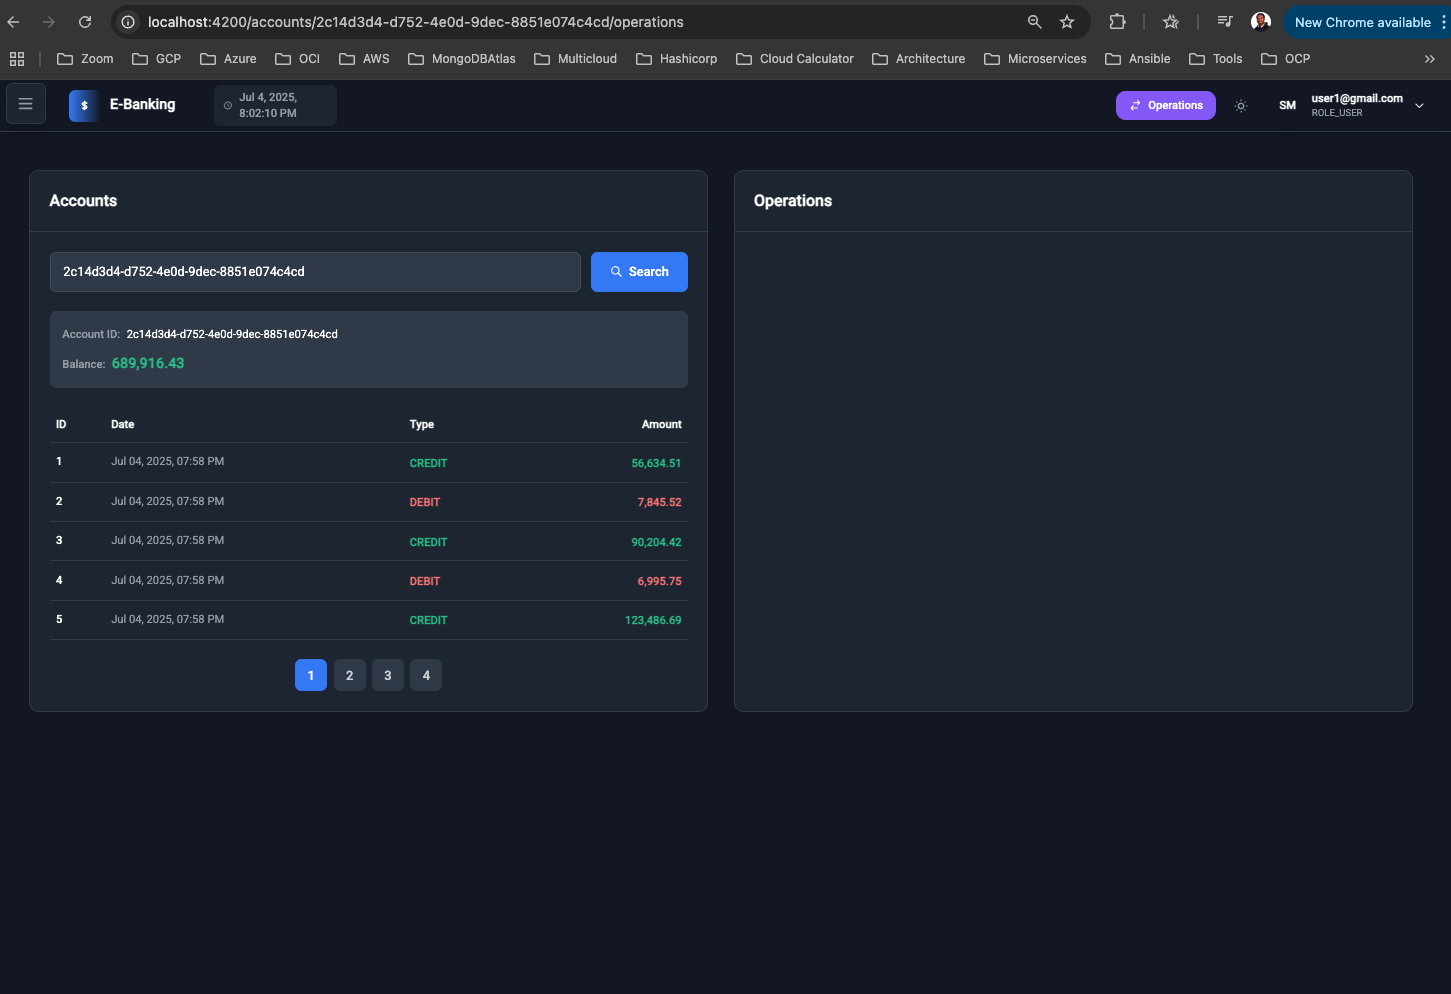 localhost:4200/accounts/2c14d3d4-d752-4e0d-9dec-8851e074c4cd/operations
New Chrome available
Zoom GCP Azure OCI AWS MongoDBAtlas Multicloud Hashicorp Cloud Calculator Architecture Microservices Ansible Tools OCP
$ E-Banking
Jul 4, 2025,
8:02:10 PM
Operations
SM
user1@gmail.com
ROLE_USER
Accounts
2c14d3d4-d752-4e0d-9dec-8851e074c4cd
Search
Account ID: 2c14d3d4-d752-4e0d-9dec-8851e074c4cd
Balance: 689,916.43
ID Date Type Amount
1 Jul 04, 2025, 07:58 PM CREDIT 56,634.51
2 Jul 04, 2025, 07:58 PM DEBIT 7,845.52
3 Jul 04, 2025, 07:58 PM CREDIT 90,204.42
4 Jul 04, 2025, 07:58 PM DEBIT 6,995.75
5 Jul 04, 2025, 07:58 PM CREDIT 123,486.69
1 2 3 4
Operations